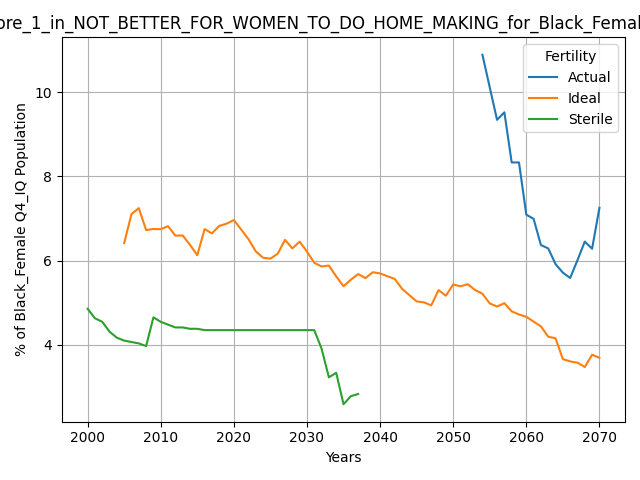 ore_1_in_NOT_BETTER_FOR_WOMEN_TO_DO_HOME_MAKING_for_Black_Femal
Fertility
Actual
Ideal
Sterile
% of Black_Female Q4_IQ Population
10
8
6
4
2000 2010 2020 2030 2040 2050 2060 2070
Years